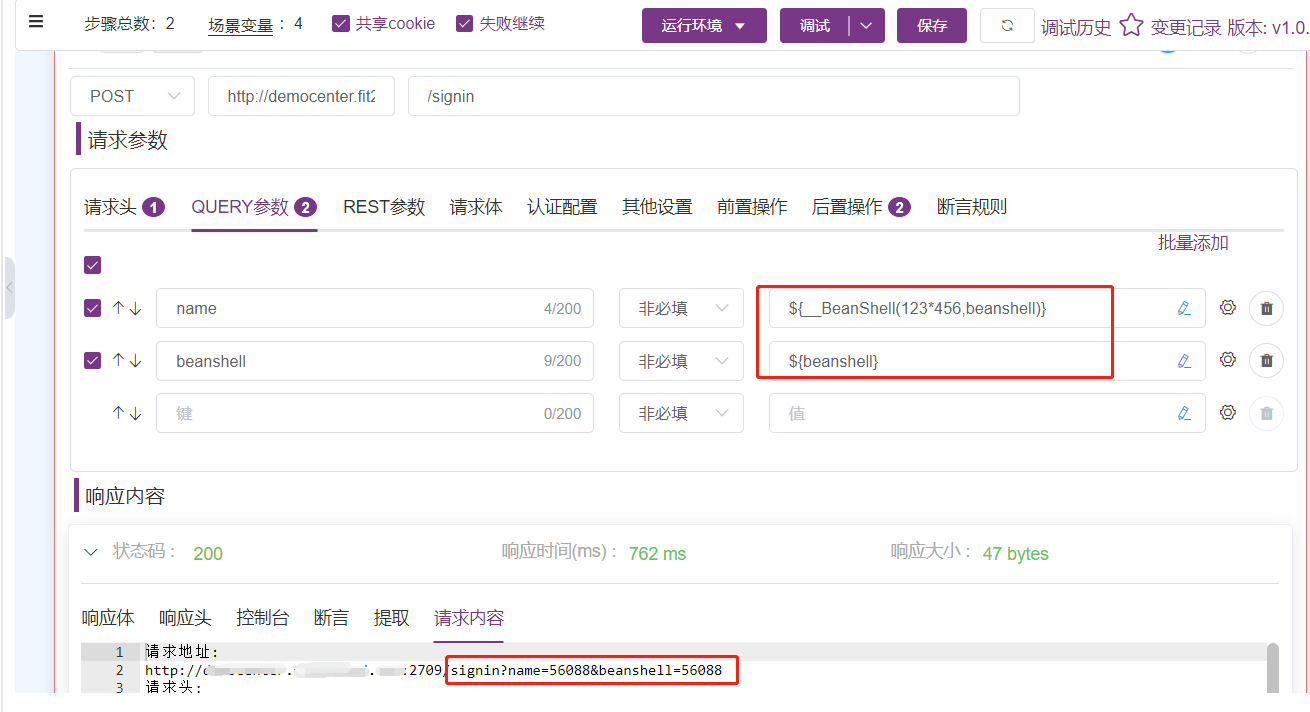 步骤总数：2 场景变量 ：4 共享cookie 失败继续 运行环境 调试 保存 调试历史 变更记录 版本: v1.0.
POST http://democenter.fit2 /signin
请求参数
请求头 1 QUERY参数 2 REST参数 请求体 认证配置 其他设置 前置操作 后置操作 2 断言规则
批量添加
name 4/200 非必填 ${__BeanShell(123*456,beanshell)}
beanshell 9/200 非必填 ${beanshell}
键 0/200 非必填 值
响应内容
状态码 : 200 响应时间(ms) : 762 ms 响应大小 : 47 bytes
响应体 响应头 控制台 断言 提取 请求内容
1 请求地址:
2 http://d :2709/signin?name=56088&beanshell=56088
3 请求头: